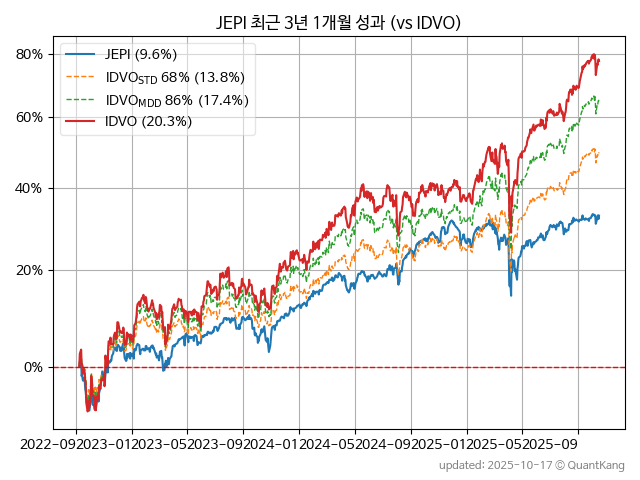 JEPI 최근 3년 1개월 성과 (vs IDVO)
JEPI (9.6%)
IDVO_STD 68% (13.8%)
IDVO_MDD 86% (17.4%)
IDVO (20.3%)
80%
60%
40%
20%
0%
2022-09 2023-01 2023-05 2023-09 2024-01 2024-05 2024-09 2025-01 2025-05 2025-09
updated: 2025-10-17 © QuantKang